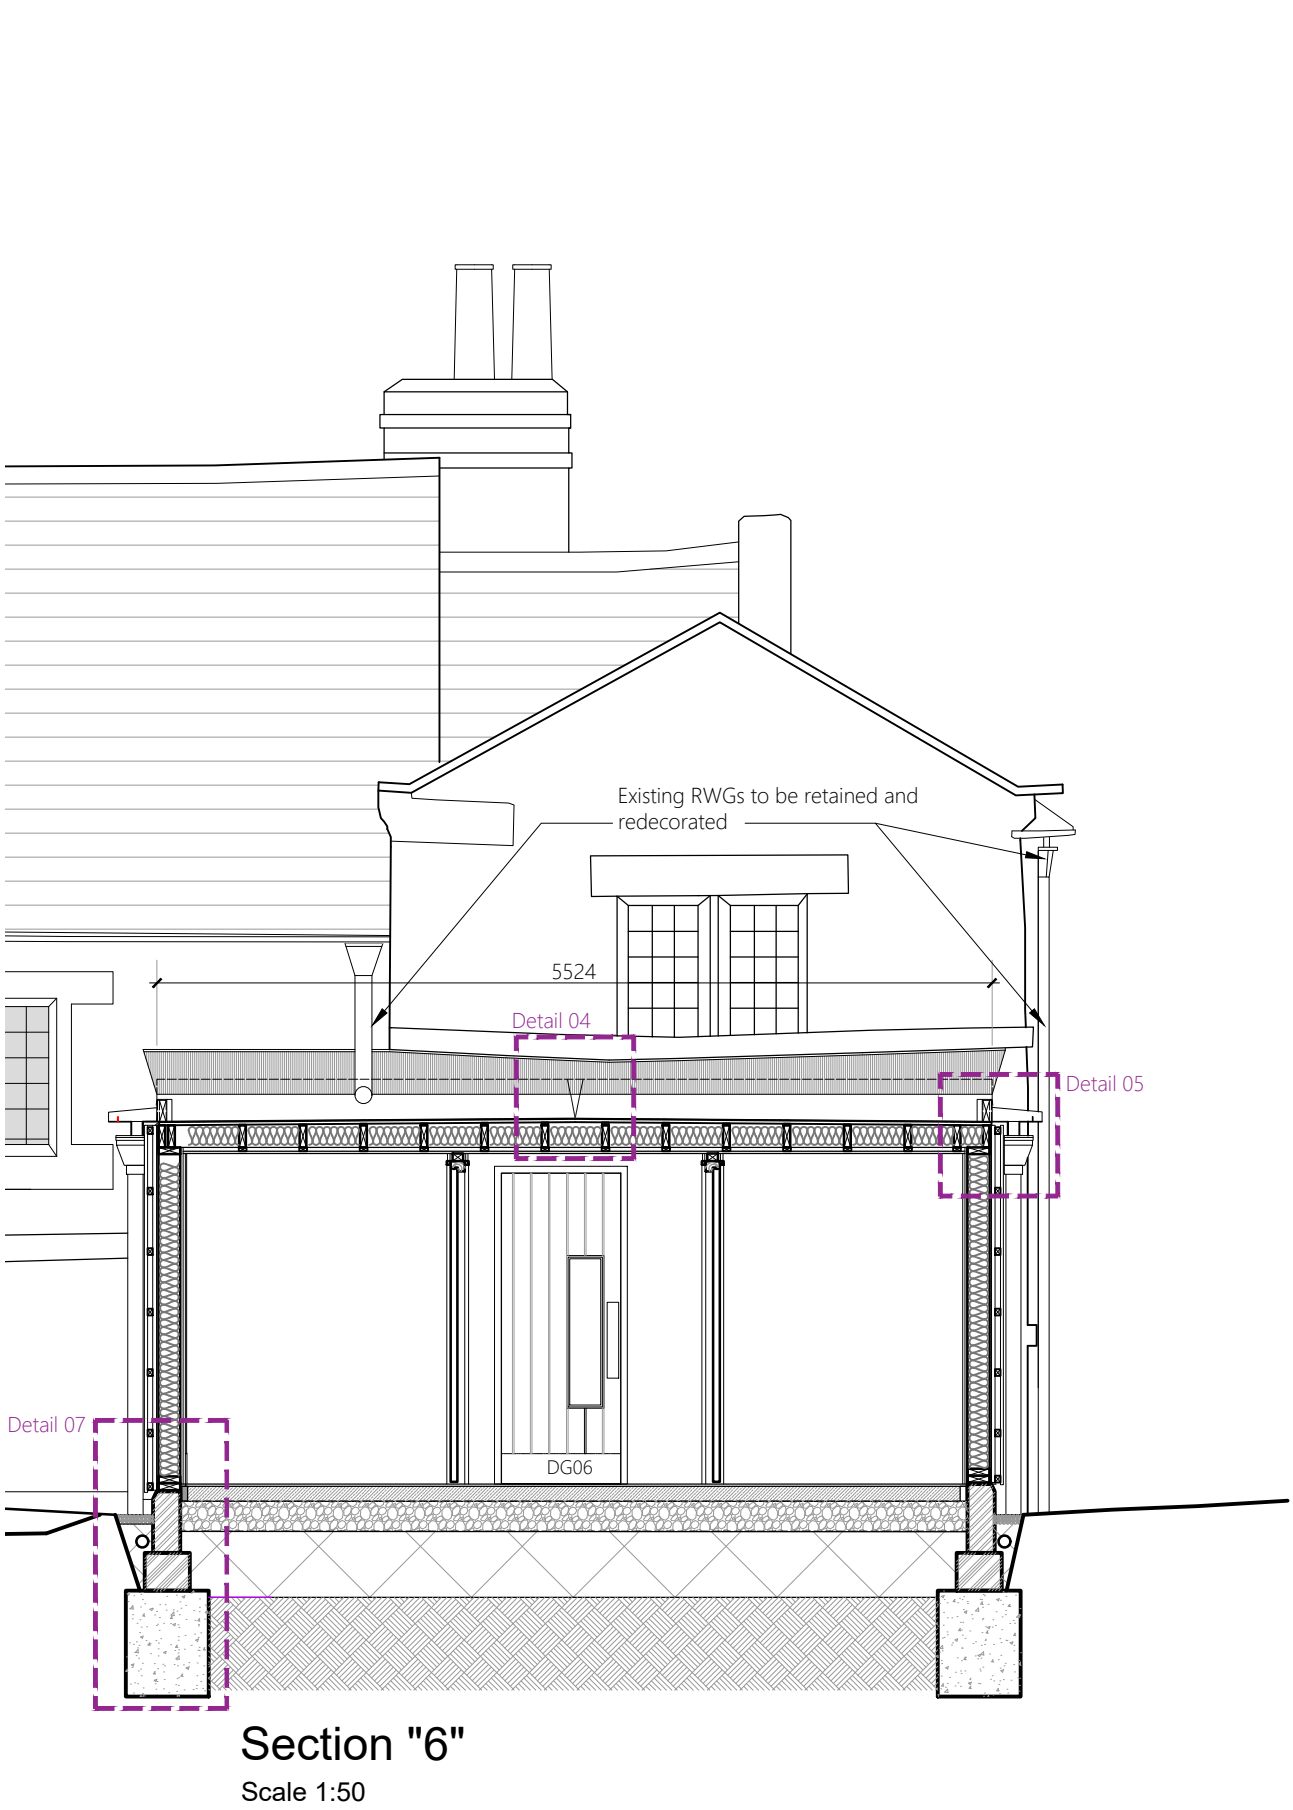 Existing RWGs to be retained and
redecorated
5524
Detail 04
Detail 05
Detail 07
DG06
Section "6"
Scale 1:50